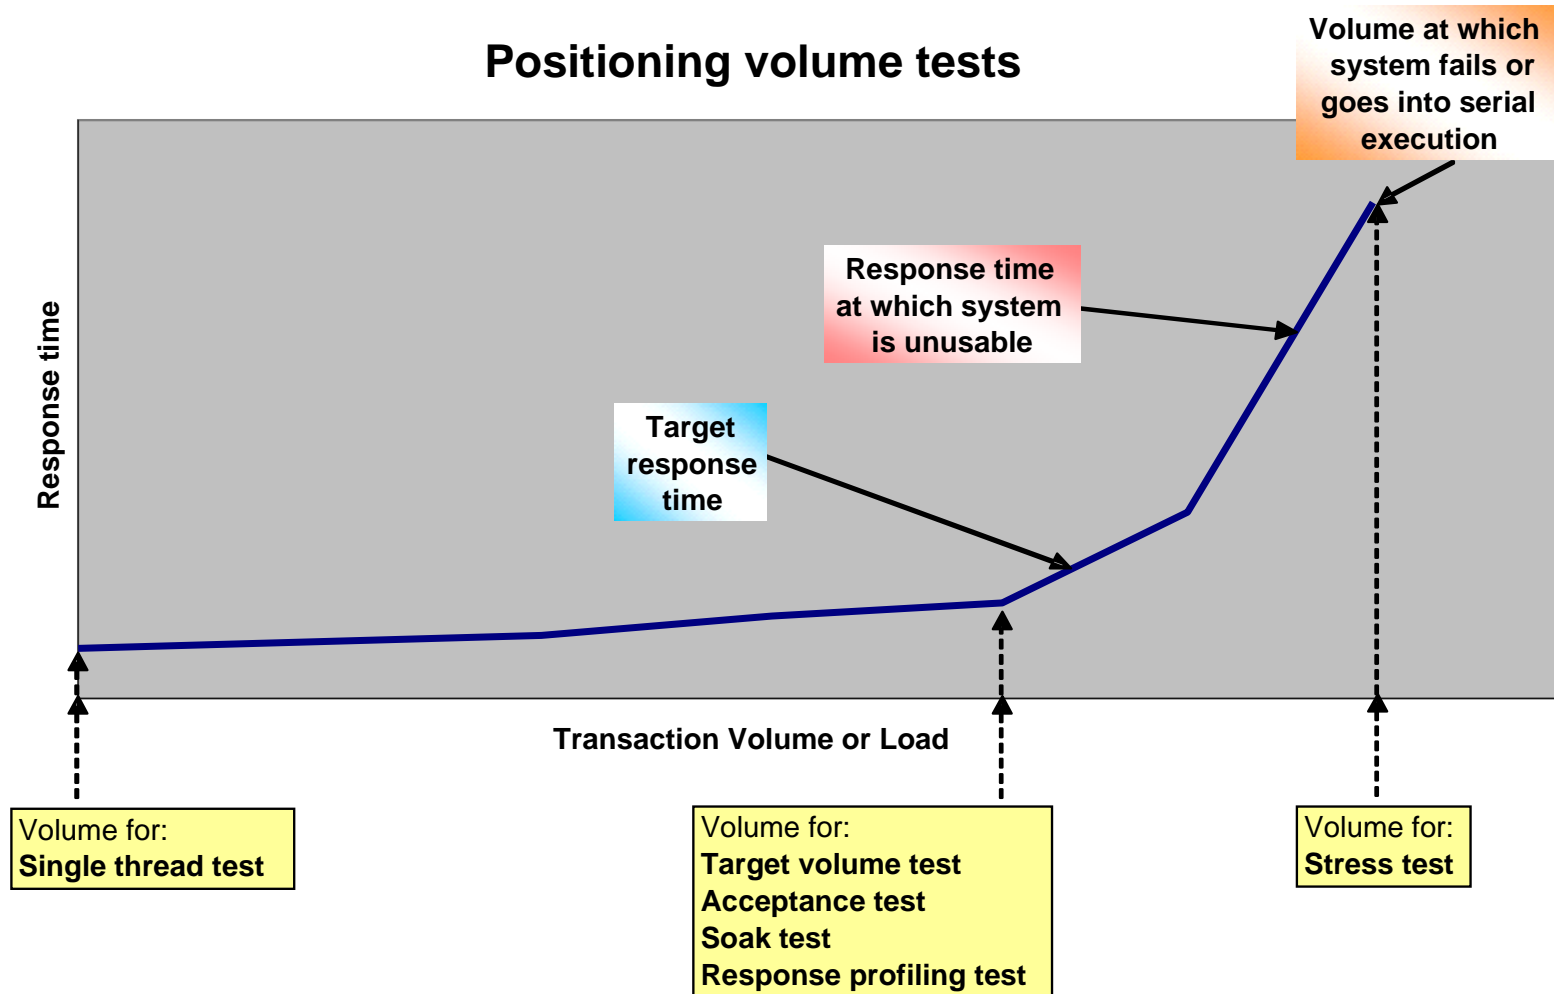 Positioning volume tests
Volume at which
system fails or
goes into serial
execution
Response time
at which system
is unusable
Target
response
time
Response time
Transaction Volume or Load
Volume for:
Single thread test
Volume for:
Target volume test
Acceptance test
Soak test
Response profiling test
Volume for:
Stress test